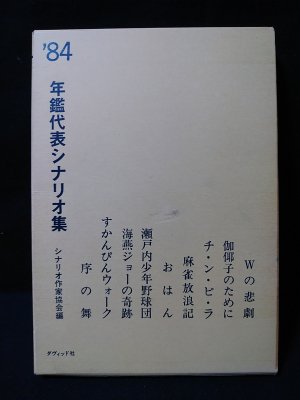 '84
年鑑代表シナリオ集
シナリオ作家協会編
Wの悲劇
伽倻子のために
チ・ン・ピ・ラ
麻雀放浪記
おはん
瀬戸内少年野球団
海燕ジョーの奇跡
すかんぴんウォーク
序の舞
ダヴィッド社